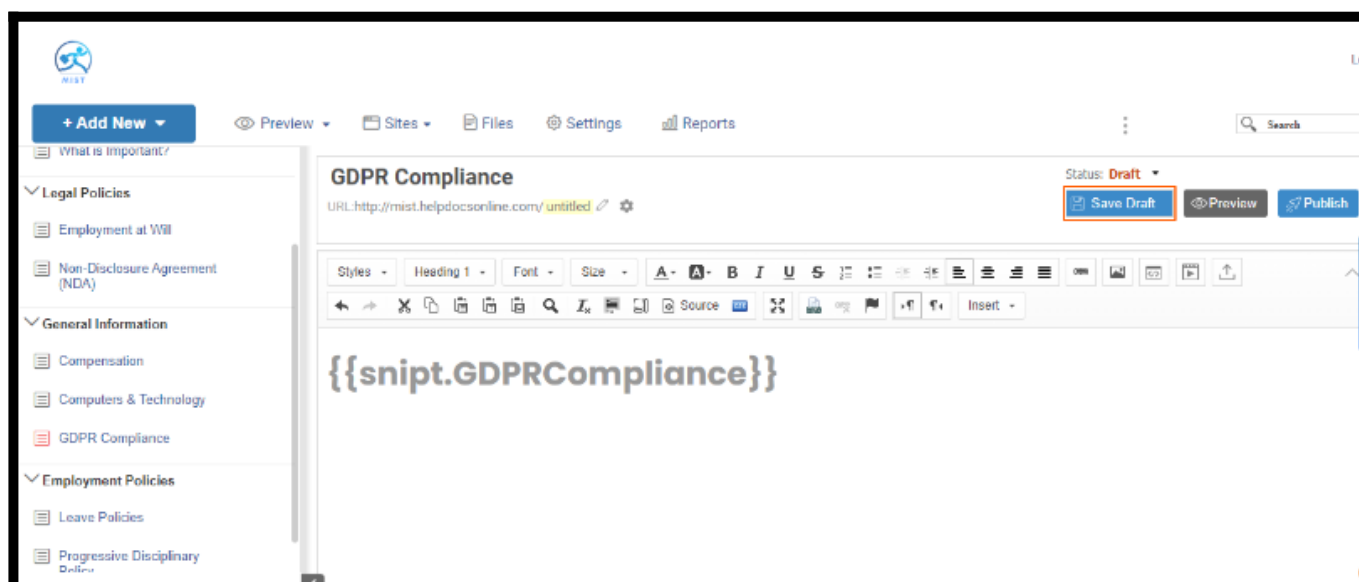 MIST
+ Add New
Preview
Sites
Files
Settings
Reports
Search
What is Important?
Legal Policies
Employment at Will
Non-Disclosure Agreement
(NDA)
General Information
Compensation
Computers & Technology
GDPR Compliance
Employment Policies
Leave Policies
Progressive Disciplinary
Policy
GDPR Compliance
URL:http://mist.helpdocsonline.com/ untitled
Status: Draft
Save Draft
Preview
Publish
Styles
Heading 1
Font
Size
Source
Insert
{{snipt.GDPRCompliance}}